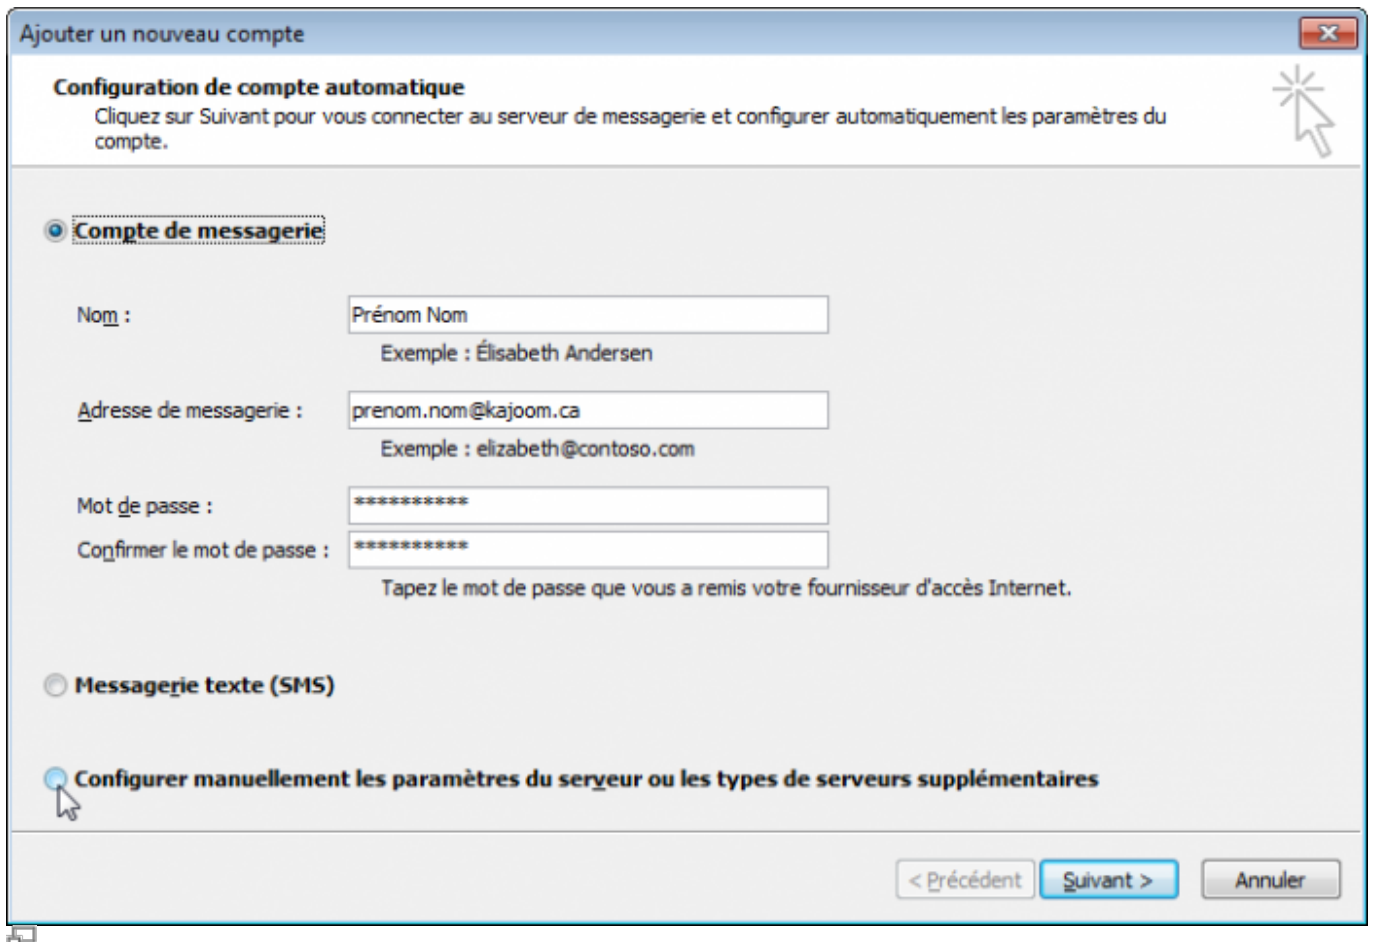 Ajouter un nouveau compte
Configuration de compte automatique
Cliquez sur Suivant pour vous connecter au serveur de messagerie et configurer automatiquement les paramètres du
compte.
Compte de messagerie
Nom : Prénom Nom
Exemple : Élisabeth Andersen
Adresse de messagerie : prenom.nom@kajoom.ca
Exemple : elizabeth@contoso.com
Mot de passe : **********
Confirmer le mot de passe : **********
Tapez le mot de passe que vous a remis votre fournisseur d'accès Internet.
Messagerie texte (SMS)
Configurer manuellement les paramètres du serveur ou les types de serveurs supplémentaires
< Précédent Suivant > Annuler